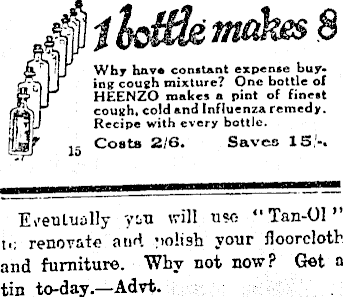 1 bottle makes 8
Why have constant expense buy-
ing cough mixture? One bottle of
HEENZO makes a pint of finest
cough, cold and Influenza remedy.
Recipe with every bottle.
15 Costs 2/6. Saves 15/-.
Eventually you will use "Tan-Ol"
to renovate and polish your floorcloth
and furniture. Why not now? Get a
tin to-day.—Advt.